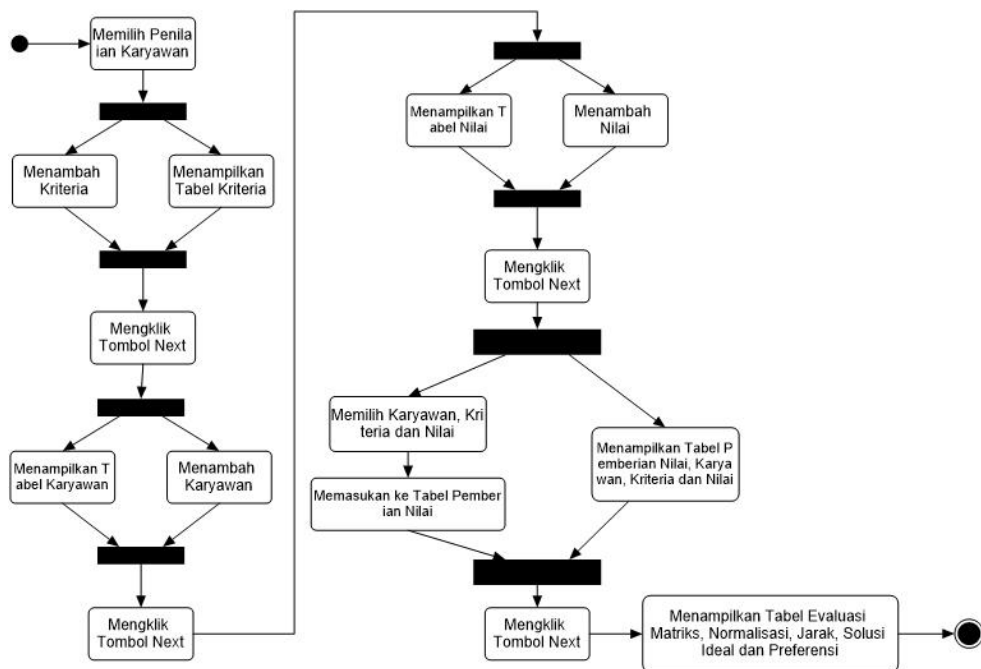 Memilih Penila
ian Karyawan
Menambah
Kriteria
Menampilkan
Tabel Kriteria
Mengklik
Tombol Next
Menampilkan T
abel Karyawan
Menambah
Karyawan
Mengklik
Tombol Next
Menampilkan T
abel Nilai
Menambah
Nilai
Mengklik
Tombol Next
Memilih Karyawan, Kri
teria dan Nilai
Memasukan ke Tabel Pember
ian Nilai
Menampilkan Tabel P
emberian Nilai, Karya
wan, Kriteria dan Nilai
Mengklik
Tombol Next
Menampilkan Tabel Evaluasi
Matriks, Normalisasi, Jarak, Solusi
Ideal dan Preferensi